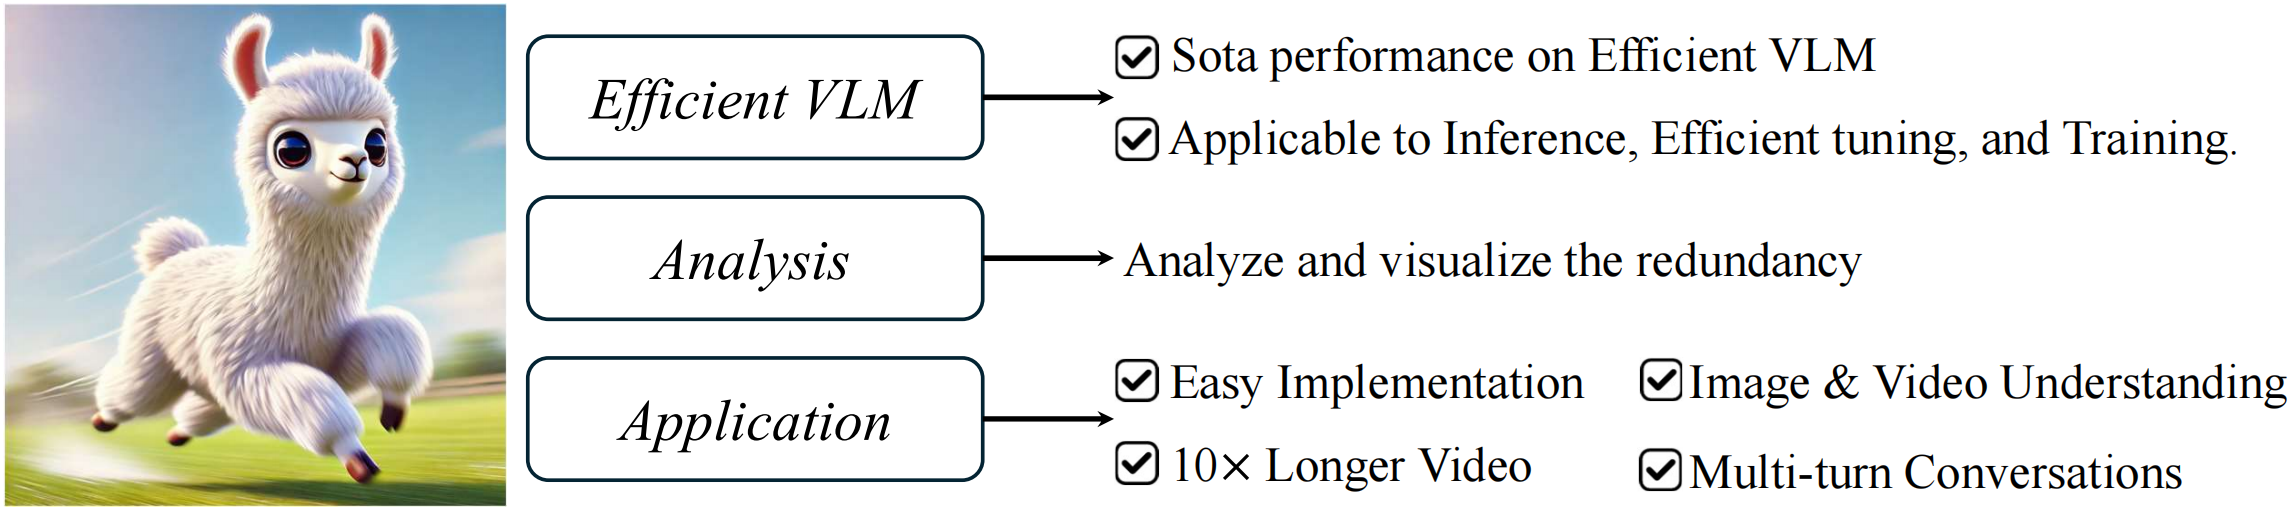 Efficient VLM
Sota performance on Efficient VLM
Applicable to Inference, Efficient tuning, and Training.
Analysis
Analyze and visualize the redundancy
Application
Easy Implementation
Image & Video Understanding
10× Longer Video
Multi-turn Conversations